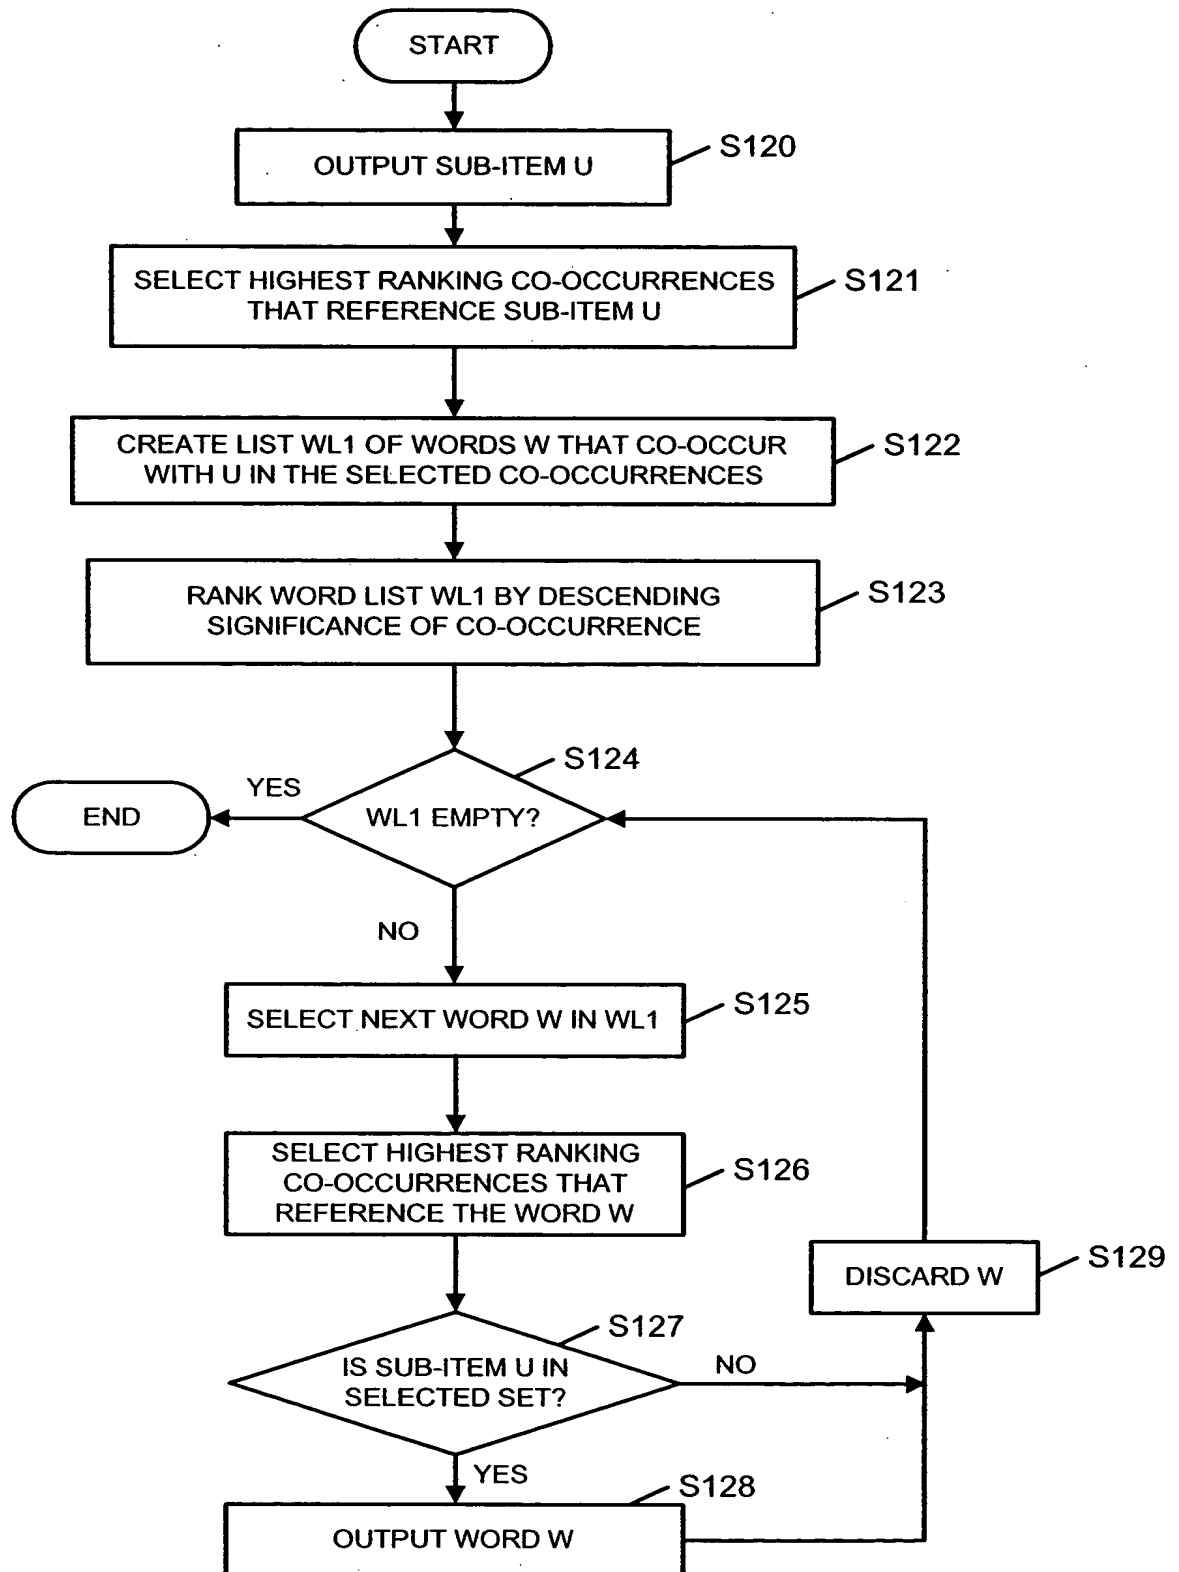 START
OUTPUT SUB-ITEM U
S120
SELECT HIGHEST RANKING CO-OCCURRENCES
THAT REFERENCE SUB-ITEM U
S121
CREATE LIST WL1 OF WORDS W THAT CO-OCCUR
WITH U IN THE SELECTED CO-OCCURRENCES
S122
RANK WORD LIST WL1 BY DESCENDING
SIGNIFICANCE OF CO-OCCURRENCE
S123
S124
YES
END
WL1 EMPTY?
NO
SELECT NEXT WORD W IN WL1
S125
SELECT HIGHEST RANKING
CO-OCCURRENCES THAT
REFERENCE THE WORD W
S126
DISCARD W
S129
S127
IS SUB-ITEM U IN
SELECTED SET?
NO
YES
S128
OUTPUT WORD W